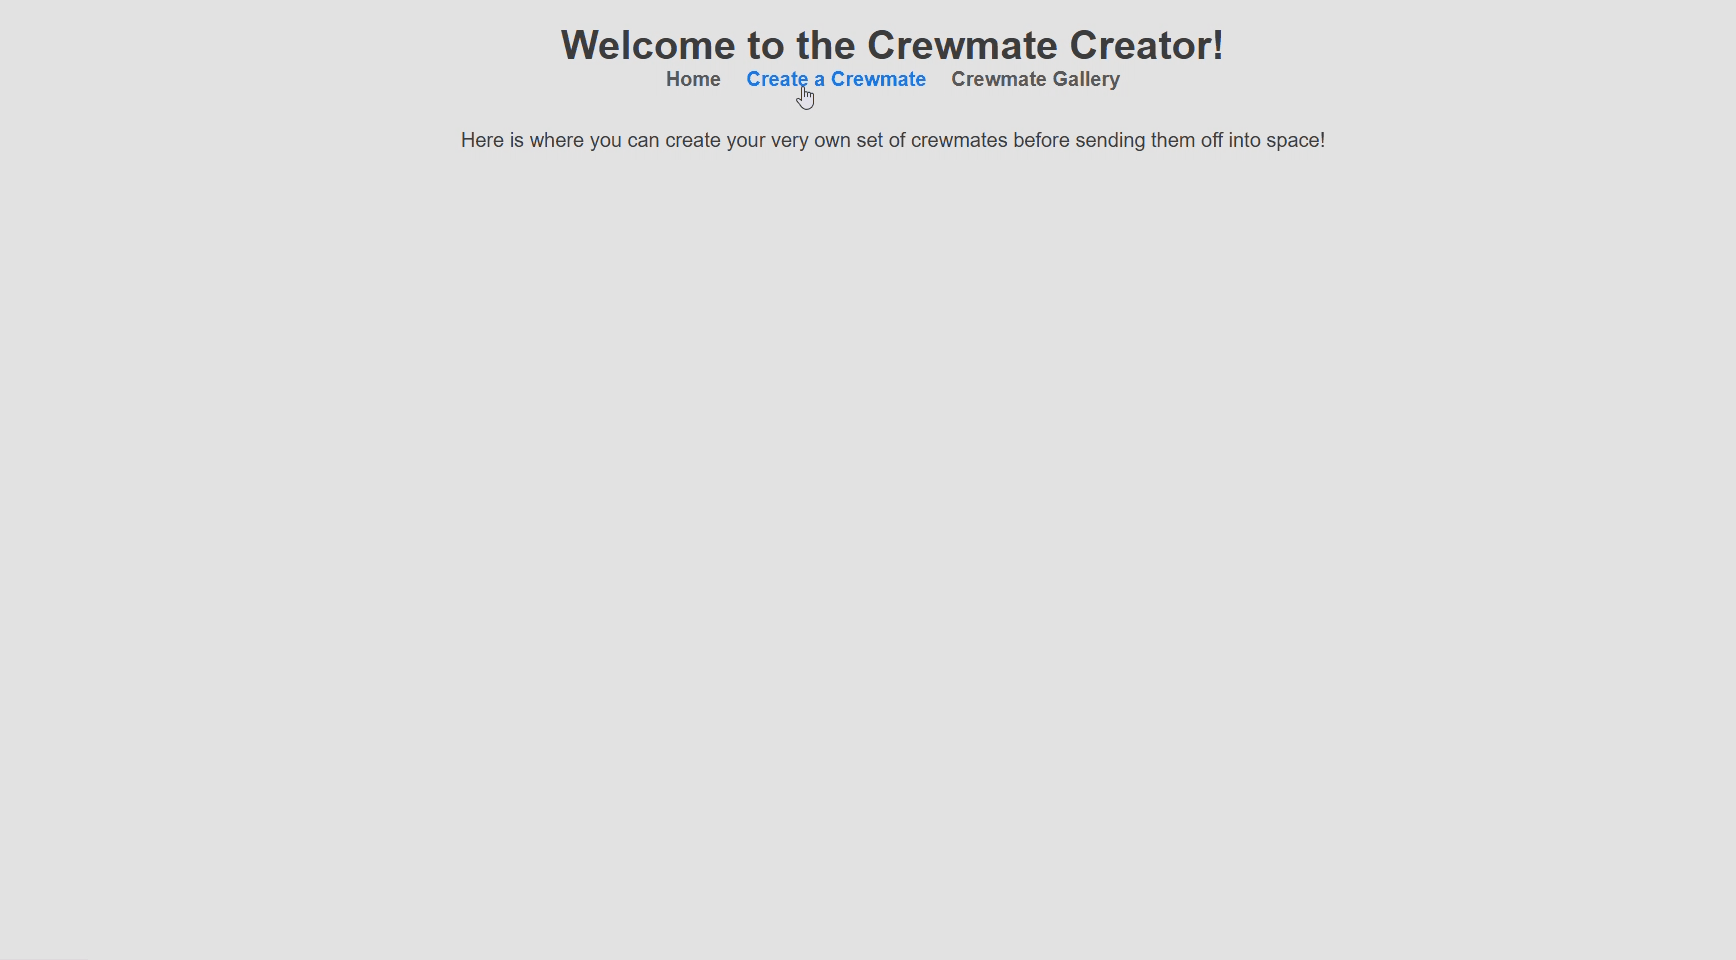 Welcome to the Crewmate Creator!
Home Create a Crewmate Crewmate Gallery
Here is where you can create your very own set of crewmates before sending them off into space!